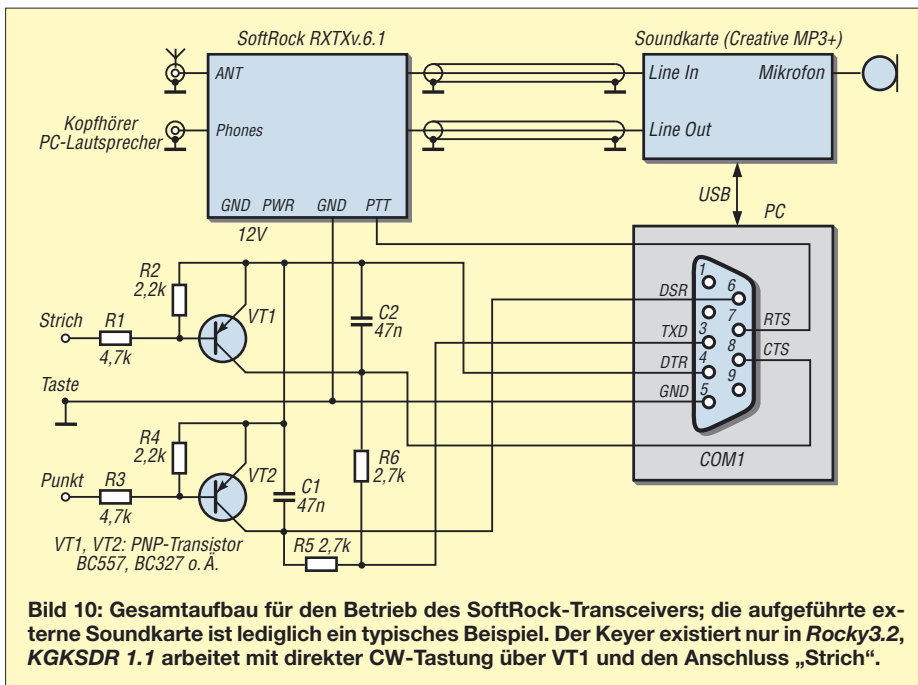 SoftRock RXTXv.6.1
Soundkarte (Creative MP3+)
ANT
Line In
Mikrofon
Kopfhörer
PC-Lautsprecher
Phones
Line Out
GND PWR GND PTT
12V
USB
PC
R2
2,2k
VT1
C2
47n
Strich
R1
4,7k
DSR
TXD
DTR
GND
1
6
7
3
8
4
9
5
RTS
CTS
Taste
R4
2,2k
VT2
R6
2,7k
COM1
Punkt
R3
4,7k
C1
47n
R5 2,7k
VT1, VT2: PNP-Transistor
BC557, BC327 o. Ä.
Bild 10: Gesamtaufbau für den Betrieb des SoftRock-Transceivers; die aufgeführte ex-
terne Soundkarte ist lediglich ein typisches Beispiel. Der Keyer existiert nur in Rocky3.2,
KGKSDR 1.1 arbeitet mit direkter CW-Tastung über VT1 und den Anschluss „Strich“.